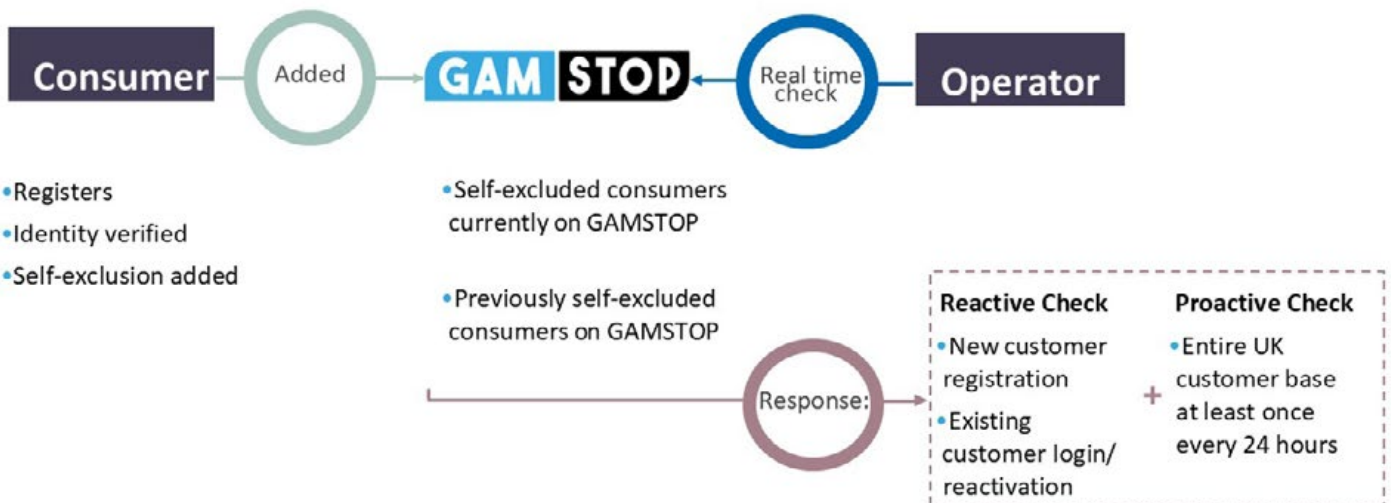 Consumer
Added
GAMSTOP
Real time
check
Operator
•Registers
•Identity verified
•Self-exclusion added
•Self-excluded consumers
currently on GAMSTOP
•Previously self-excluded
consumers on GAMSTOP
Response:
Reactive Check
•New customer
registration
•Existing
customer login/
reactivation
+
Proactive Check
•Entire UK
customer base
at least once
every 24 hours